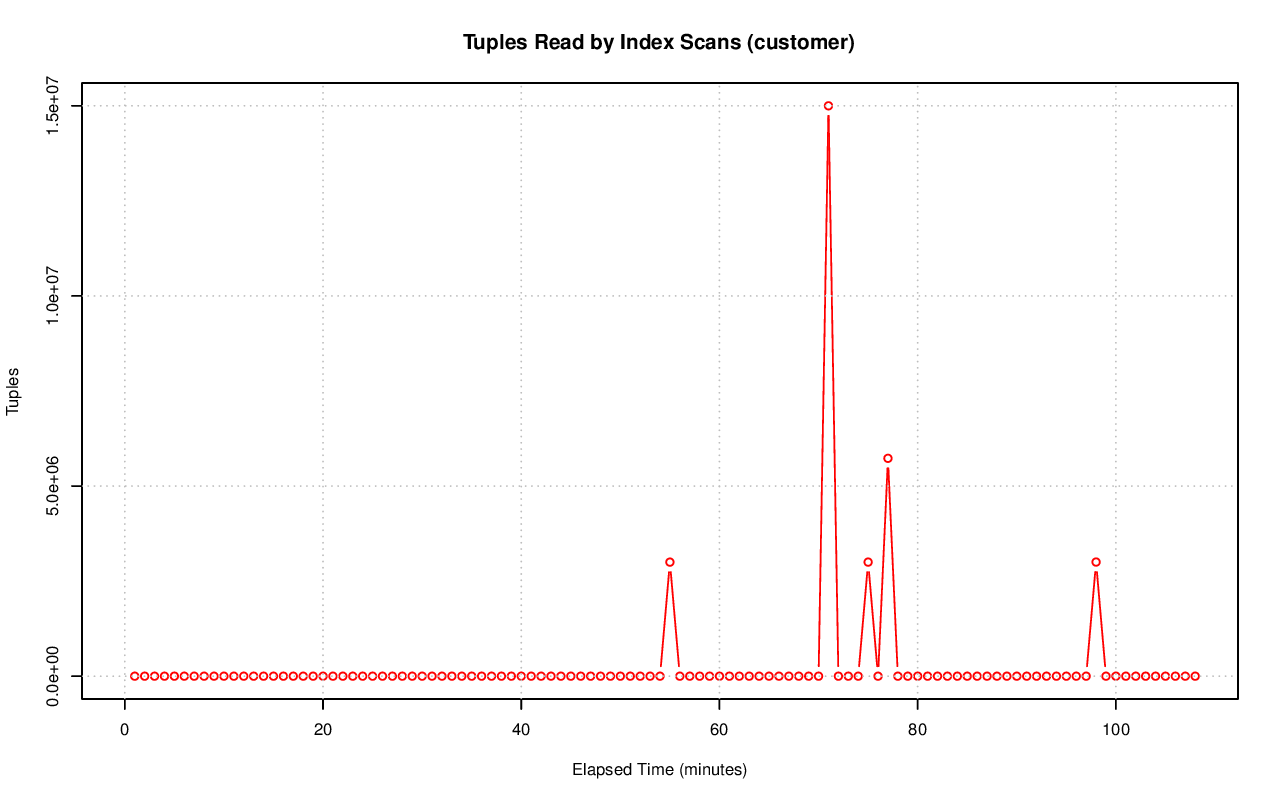 Tuples Read by Index Scans (customer)
1.5e+07
1.0e+07
5.0e+06
0.0e+00
Tuples
0 20 40 60 80 100
Elapsed Time (minutes)